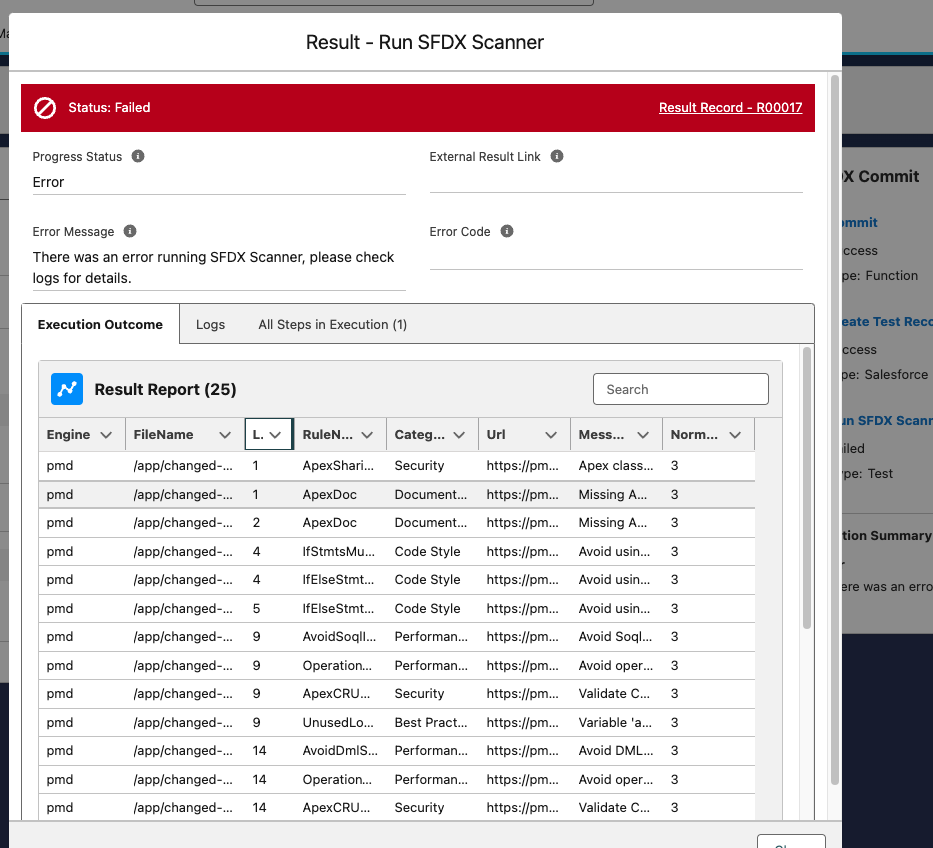 Result - Run SFDX Scanner
Status: Failed
Result Record - R00017
Progress Status
External Result Link
Error
Error Message
Error Code
There was an error running SFDX Scanner, please check
logs for details.
Execution Outcome
Logs
All Steps in Execution (1)
Result Report (25)
Search
Engine FileName L. RuleN... Categ... Url Mess... Norm...
pmd /app/changed-... 1 ApexShari... Security https://pm... Apex class... 3
pmd /app/changed-... 1 ApexDoc Document... https://pm... Missing A... 3
pmd /app/changed-... 2 ApexDoc Document... https://pm... Missing A... 3
pmd /app/changed-... 4 IfStmtsMu... Code Style https://pm... Avoid usin... 3
pmd /app/changed-... 4 IfElseStmt... Code Style https://pm... Avoid usin... 3
pmd /app/changed-... 5 IfElseStmt... Code Style https://pm... Avoid usin... 3
pmd /app/changed-... 9 AvoidSoqlI... Performan... https://pm... Avoid Soql... 3
pmd /app/changed-... 9 Operation... Performan... https://pm... Avoid oper... 3
pmd /app/changed-... 9 ApexCRU... Security https://pm... Validate C... 3
pmd /app/changed-... 9 UnusedLo... Best Pract... https://pm... Variable 'a... 3
pmd /app/changed-... 14 AvoidDmlS... Performan... https://pm... Avoid DML... 3
pmd /app/changed-... 14 Operation... Performan... https://pm... Avoid oper... 3
pmd /app/changed-... 14 ApexCRU... Security https://pm... Validate C... 3
X Commit
ommit
ccess
pe: Function
eate Test Reco
ccess
pe: Salesforce
un SFDX Scann
iled
pe: Test
tion Summary
ere was an erro